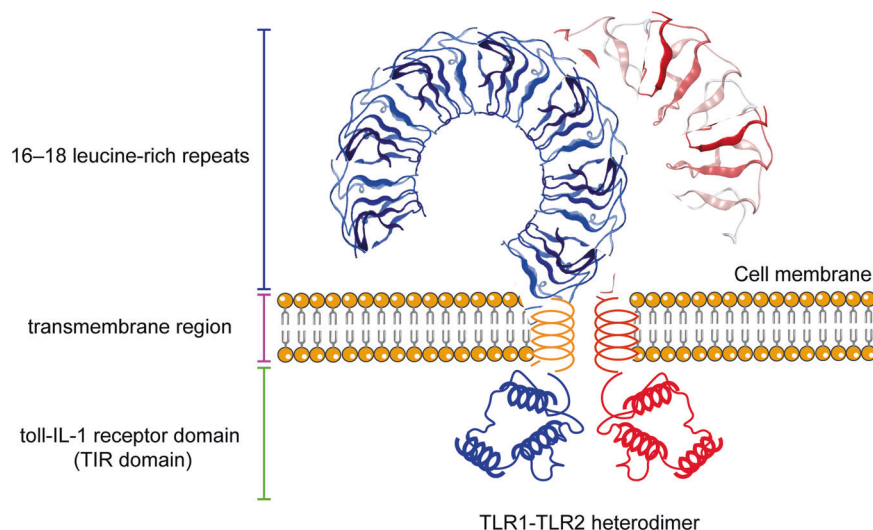 16–18 leucine-rich repeats
Cell membrane
transmembrane region
toll-IL-1 receptor domain
(TIR domain)
TLR1-TLR2 heterodimer